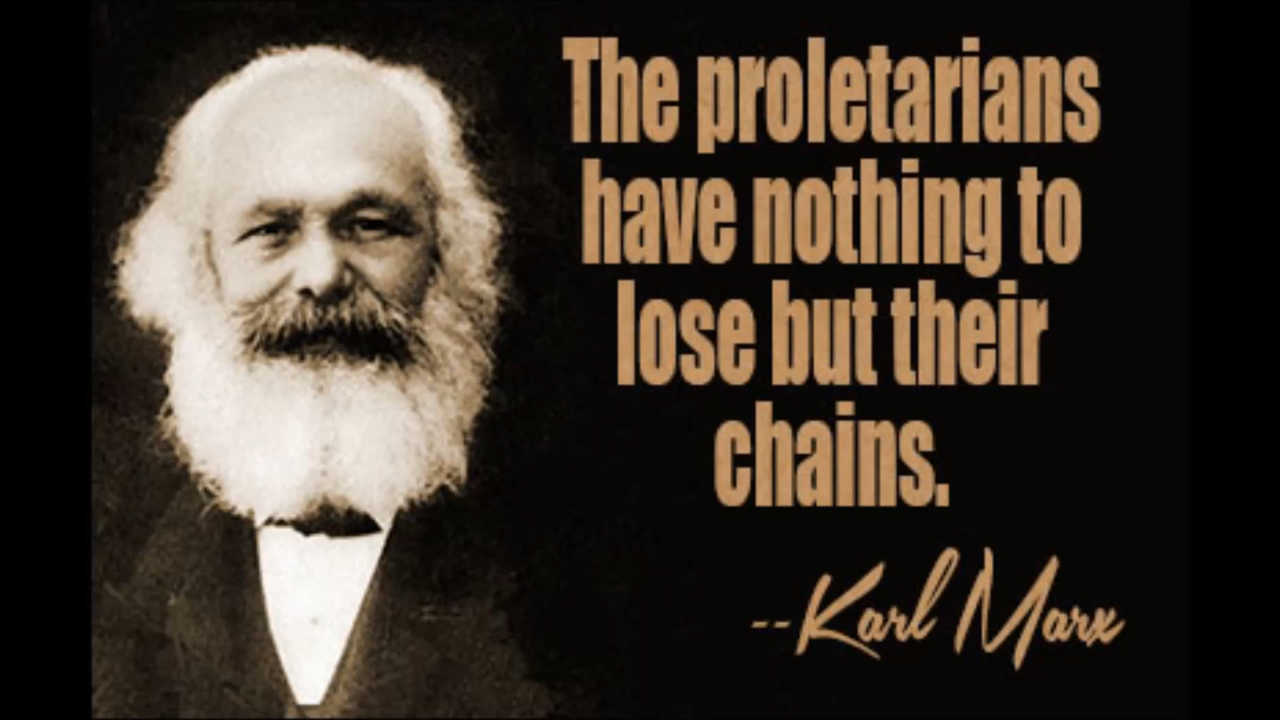 The proletarians
have nothing to
lose but their
chains.
--Karl Marx